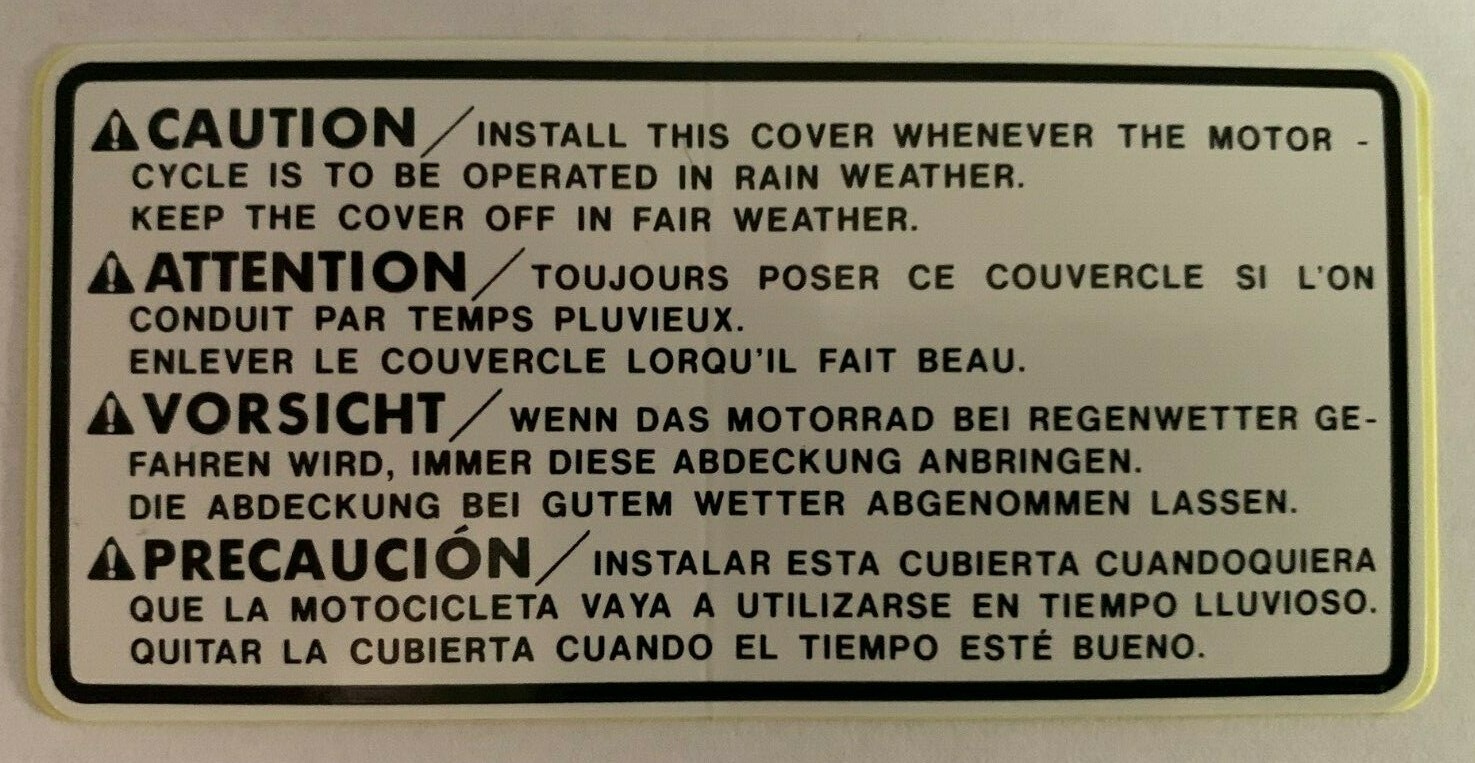 ⚠ CAUTION / INSTALL THIS COVER WHENEVER THE MOTOR -
CYCLE IS TO BE OPERATED IN RAIN WEATHER.
KEEP THE COVER OFF IN FAIR WEATHER.
⚠ ATTENTION / TOUJOURS POSER CE COUVERCLE SI L'ON
CONDUIT PAR TEMPS PLUVIEUX.
ENLEVER LE COUVERCLE LORQU'IL FAIT BEAU.
⚠ VORSICHT / WENN DAS MOTORRAD BEI REGENWETTER GE-
FAHREN WIRD, IMMER DIESE ABDECKUNG ANBRINGEN.
DIE ABDECKUNG BEI GUTEM WETTER ABGENOMMEN LASSEN.
⚠ PRECAUCIÓN / INSTALAR ESTA CUBIERTA CUANDOQUIERA
QUE LA MOTOCICLETA VAYA A UTILIZARSE EN TIEMPO LLUVIOSO.
QUITAR LA CUBIERTA CUANDO EL TIEMPO ESTÉ BUENO.